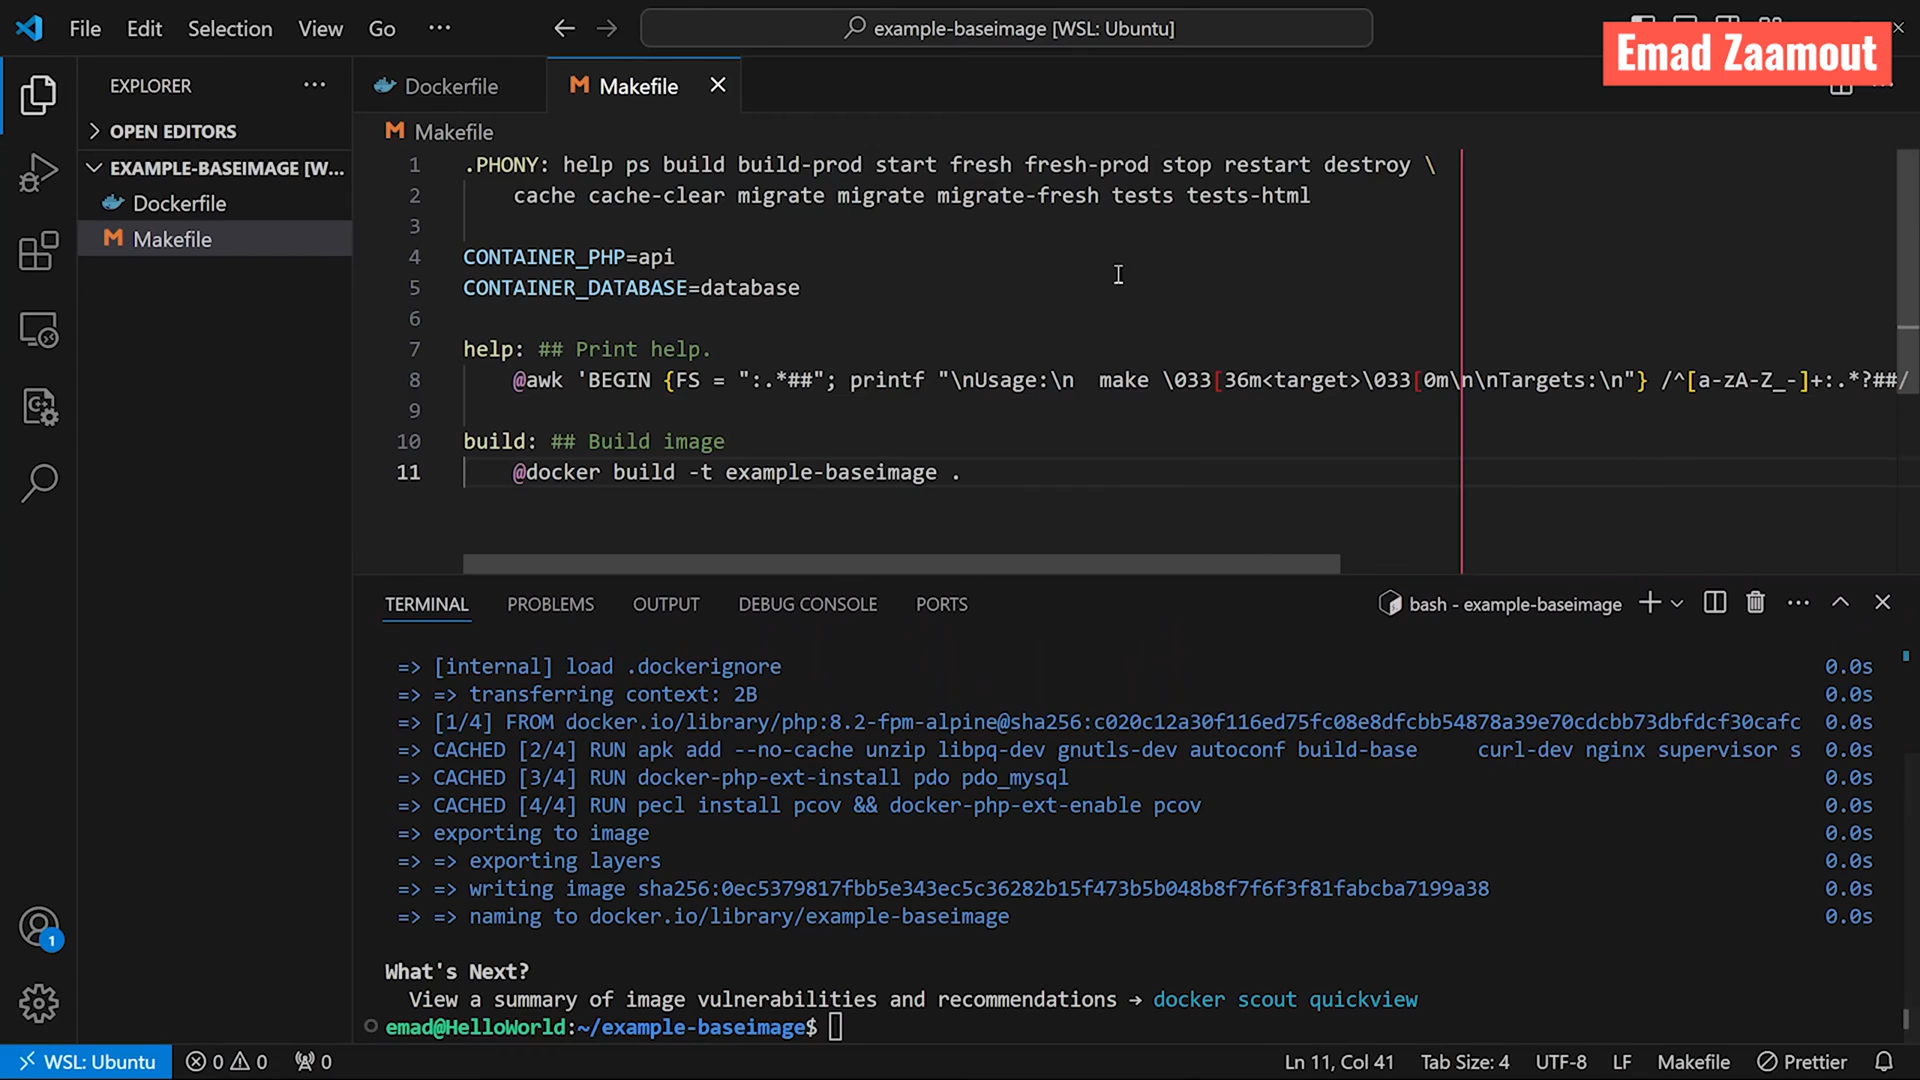 File Edit Selection View Go ··· example-baseimage [WSL: Ubuntu]
Emad Zaamout
EXPLORER ···
Dockerfile
Makefile
OPEN EDITORS
EXAMPLE-BASEIMAGE [W...
Dockerfile
Makefile
Makefile
1 .PHONY: help ps build build-prod start fresh fresh-prod stop restart destroy \
2 cache cache-clear migrate migrate migrate-fresh tests tests-html
3
4 CONTAINER_PHP=api
5 CONTAINER_DATABASE=database
6
7 help: ## Print help.
8 @awk 'BEGIN {FS = ":.*##"; printf "\nUsage:\n  make \033[36m<target>\033[0m\n\nTargets:\n"} /^[a-zA-Z_-]+:.*?##/
9
10 build: ## Build image
11 @docker build -t example-baseimage .
TERMINAL PROBLEMS OUTPUT DEBUG CONSOLE PORTS bash - example-baseimage
=> [internal] load .dockerignore 0.0s
=> => transferring context: 2B 0.0s
=> [1/4] FROM docker.io/library/php:8.2-fpm-alpine@sha256:c020c12a30f116ed75fc08e8dfcbb54878a39e70cdcbb73dbfdcf30cafc 0.0s
=> CACHED [2/4] RUN apk add --no-cache unzip libpq-dev gnutls-dev autoconf build-base     curl-dev nginx supervisor s 0.0s
=> CACHED [3/4] RUN docker-php-ext-install pdo pdo_mysql 0.0s
=> CACHED [4/4] RUN pecl install pcov && docker-php-ext-enable pcov 0.0s
=> exporting to image 0.0s
=> => exporting layers 0.0s
=> => writing image sha256:0ec5379817fbb5e343ec5c36282b15f473b5b048b8f7f6f3f81fabcba7199a38 0.0s
=> => naming to docker.io/library/example-baseimage 0.0s
What's Next?
View a summary of image vulnerabilities and recommendations → docker scout quickview
emad@HelloWorld:~/example-baseimage$
1
WSL: Ubuntu 0 0 0 Ln 11, Col 41 Tab Size: 4 UTF-8 LF Makefile Prettier